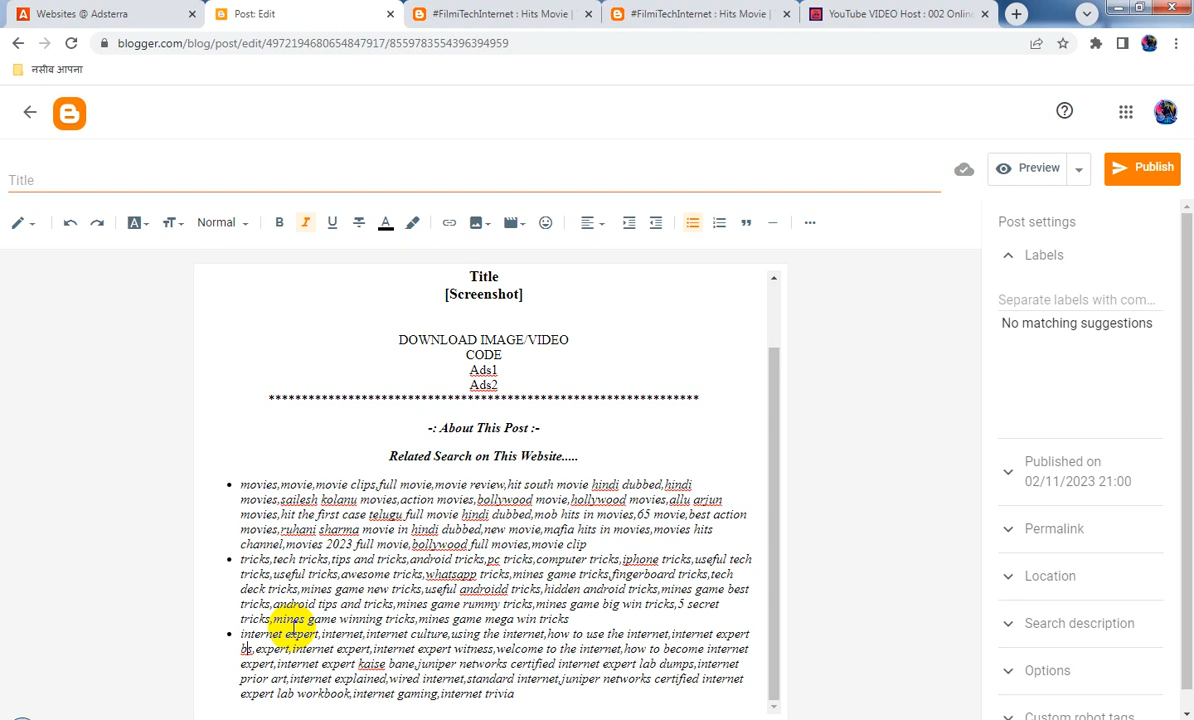 Websites @ Adsterra
Post: Edit
#FilmiTechInternet : Hits Movie |
#FilmiTechInternet : Hits Movie |
YouTube VIDEO Host : 002 Onlin
blogger.com/blog/post/edit/4972194680654847917/8559783554396394959
नसीब आपना
Title
Preview
Publish
Normal
Title
[Screenshot]
DOWNLOAD IMAGE/VIDEO
CODE
Ads1
Ads2
*****************************************************************
-: About This Post :-
Related Search on This Website.....
movies,movie,movie clips,full movie,movie review,hit south movie hindi dubbed,hindi
movies,sailesh kolanu movies,action movies,bollywood movie,hollywood movies,allu arjun
movies,hit the first case telugu full movie hindi dubbed,mob hits in movies,65 movie,best action
movies,ruhani sharma movie in hindi dubbed,new movie,mafia hits in movies,movies hits
channel,movies 2023 full movie,bollywood full movies,movie clip
tricks,tech tricks,tips and tricks,android tricks,pc tricks,computer tricks,iphone tricks,useful tech
tricks,useful tricks,awesome tricks,whatsapp tricks,mines game tricks,fingerboard tricks,tech
deck tricks,mines game new tricks,useful androidd tricks,hidden android tricks,mines game best
tricks,android tips and tricks,mines game rummy tricks,mines game big win tricks,5 secret
tricks,mines game winning tricks,mines game mega win tricks
internet expert,internet,internet culture,using the internet,how to use the internet,internet expert
bs,expert,internet expert,internet expert witness,welcome to the internet,how to become internet
expert,internet expert kaise bane,juniper networks certified internet expert lab dumps,internet
prior art,internet explained,wired internet,standard internet,juniper networks certified internet
expert lab workbook,internet gaming,internet trivia
Post settings
Labels
Separate labels with com...
No matching suggestions
Published on
02/11/2023 21:00
Permalink
Location
Search description
Options
Custom robot tags